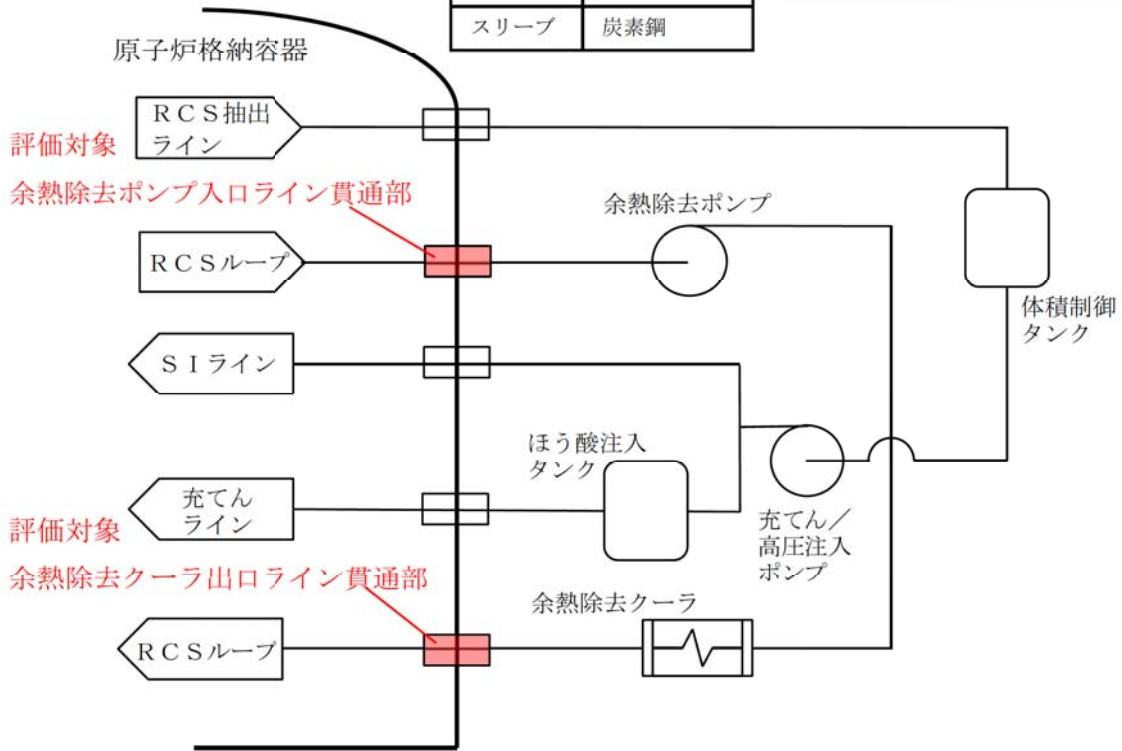 スリーブ 炭素鋼
原子炉格納容器
ＲＣＳ抽出
ライン
評価対象
余熱除去ポンプ入口ライン貫通部
余熱除去ポンプ
ＲＣＳループ
体積制御
タンク
ＳＩライン
ほう酸注入
タンク
充てん
ライン
充てん／
高圧注入
ポンプ
評価対象
余熱除去クーラ出口ライン貫通部
余熱除去クーラ
ＲＣＳループ